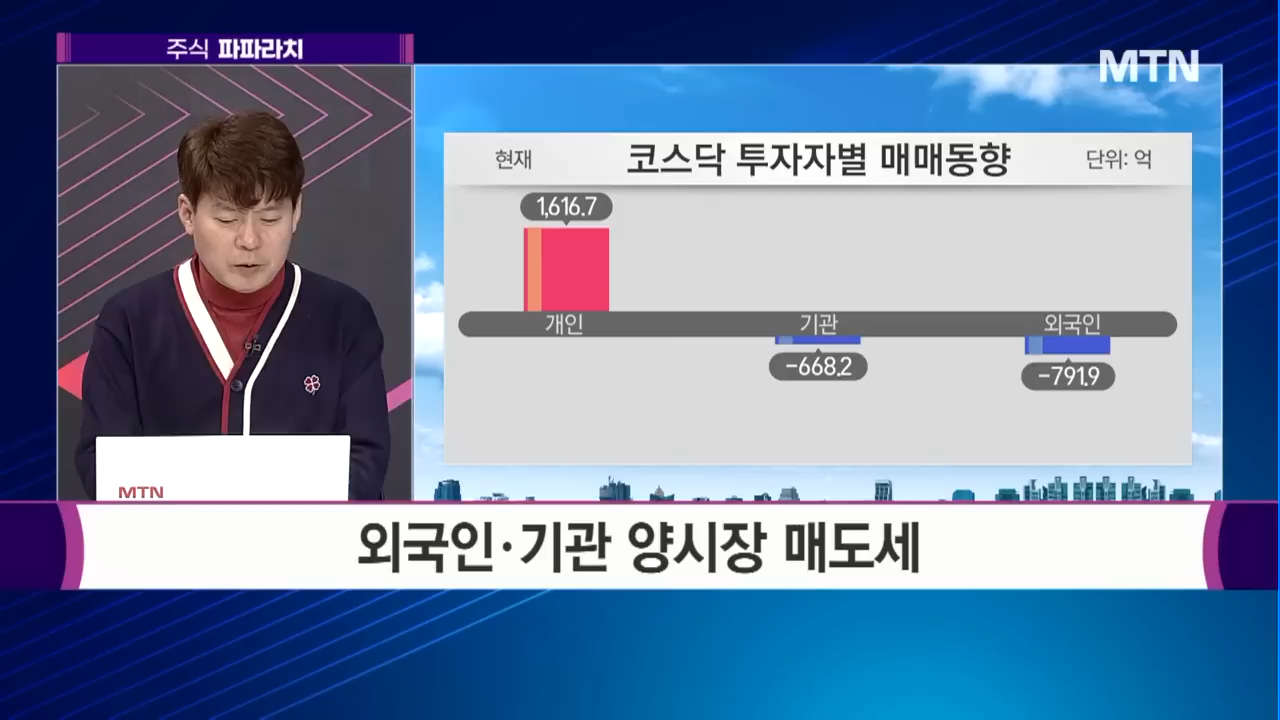 주식 파파라치
MTN
현재
코스닥 투자자별 매매동향
단위: 억
1,616.7
개인
기관
외국인
-668.2
-791.9
MTN
외국인·기관 양시장 매도세